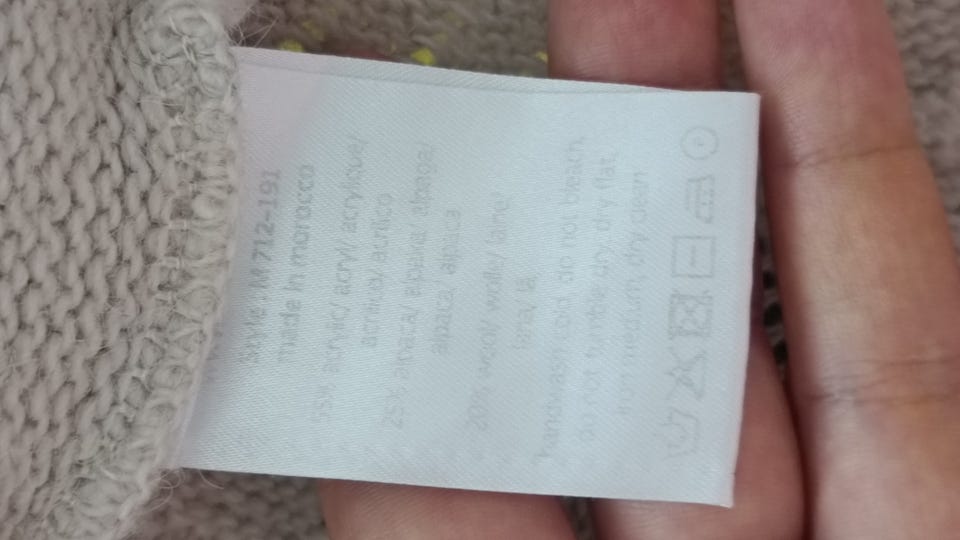 style: M 712-191
made in morocco
55% acrylic/ acryl/ acrylique/
acrilico/ acrilico
25% alpaca/ alpaka/ alpaga/
alpaca/ alpaca
20% wool/ wolle/ laine/
lana/ lã
handwash cold, do not bleach,
do not tumble dry, dry flat,
iron medium, dry clean